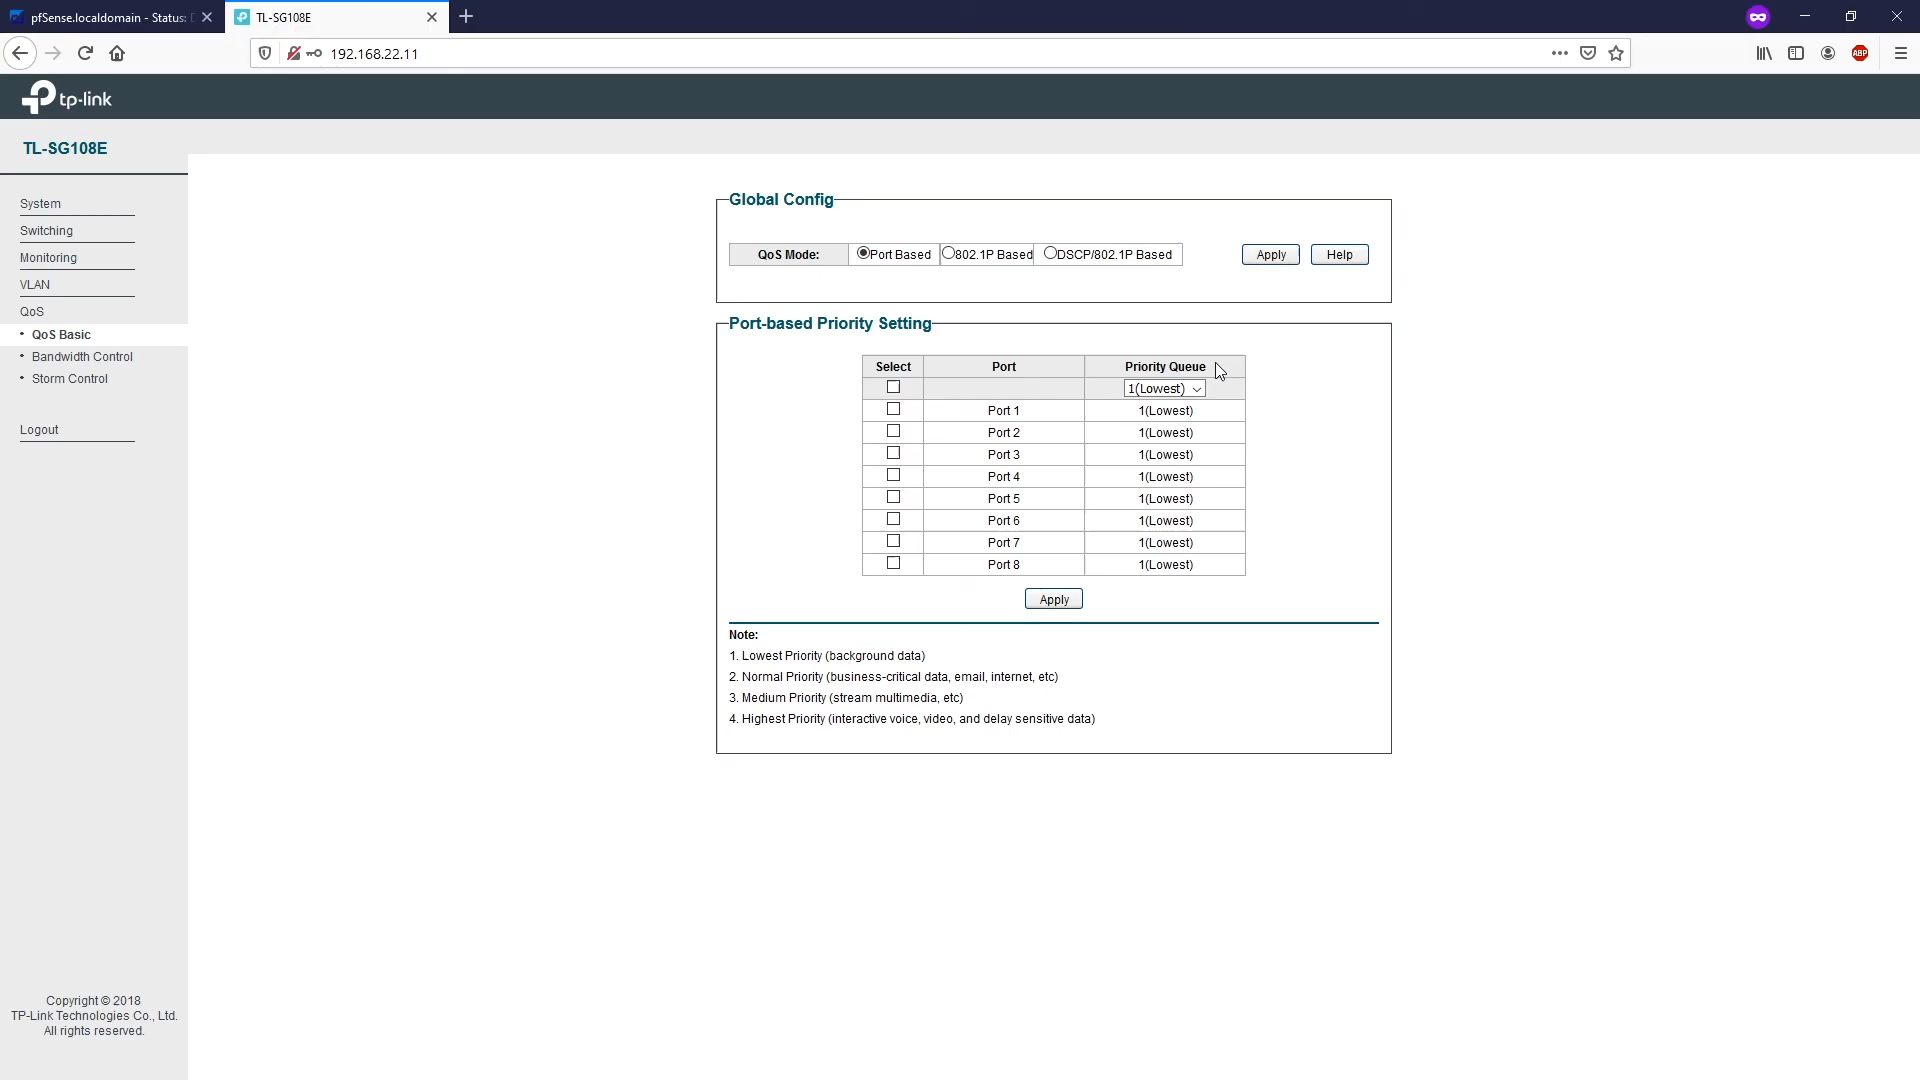 pfSense.localdomain - Status:
TL-SG108E
192.168.22.11
ABP
tp-link
TL-SG108E
System
Switching
Monitoring
VLAN
QoS
• QoS Basic
• Bandwidth Control
• Storm Control
Logout
Copyright © 2018
TP-Link Technologies Co., Ltd.
All rights reserved.
Global Config
QoS Mode: Port Based 802.1P Based DSCP/802.1P Based Apply Help
Port-based Priority Setting
Select Port Priority Queue
1(Lowest)
Port 1 1(Lowest)
Port 2 1(Lowest)
Port 3 1(Lowest)
Port 4 1(Lowest)
Port 5 1(Lowest)
Port 6 1(Lowest)
Port 7 1(Lowest)
Port 8 1(Lowest)
Apply
Note:
1. Lowest Priority (background data)
2. Normal Priority (business-critical data, email, internet, etc)
3. Medium Priority (stream multimedia, etc)
4. Highest Priority (interactive voice, video, and delay sensitive data)